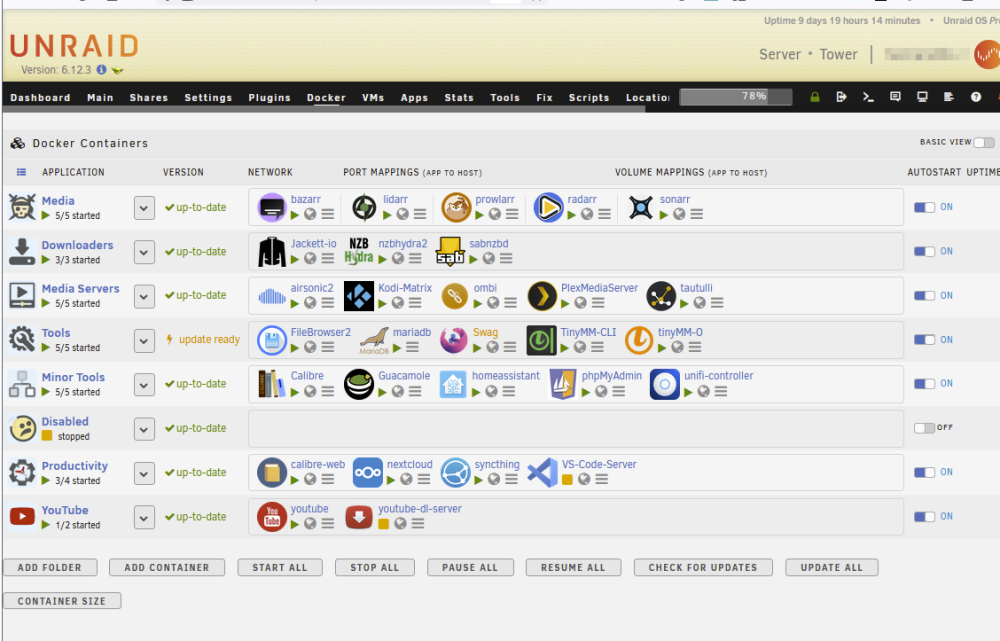 Uptime 9 days 19 hours 14 minutes • Unraid OS Pro
UNRAID
Server • Tower
Version: 6.12.3
Dashboard Main Shares Settings Plugins Docker VMs Apps Stats Tools Fix Scripts Locatio 78%
Docker Containers
BASIC VIEW
APPLICATION VERSION NETWORK PORT MAPPINGS (APP TO HOST) VOLUME MAPPINGS (APP TO HOST) AUTOSTART UPTIME
Media
5/5 started
up-to-date
bazarr lidarr prowlarr radarr sonarr
ON
Downloaders
3/3 started
up-to-date
Jackett-io nzbhydra2 sabnzbd
NZB
Hydra
sab
ON
Media Servers
5/5 started
up-to-date
airsonic2 Kodi-Matrix ombi PlexMediaServer tautulli
ON
Tools
5/5 started
update ready
FileBrowser2 mariadb Swag TinyMM-CLI tinyMM-O
MariaDB
ON
Minor Tools
5/5 started
up-to-date
Calibre Guacamole homeassistant phpMyAdmin unifi-controller
ON
Disabled
stopped
up-to-date
OFF
Productivity
3/4 started
up-to-date
calibre-web nextcloud syncthing VS-Code-Server
ON
YouTube
1/2 started
up-to-date
You
Tube
youtube youtube-dl-server
ON
ADD FOLDER ADD CONTAINER START ALL STOP ALL PAUSE ALL RESUME ALL CHECK FOR UPDATES UPDATE ALL
CONTAINER SIZE